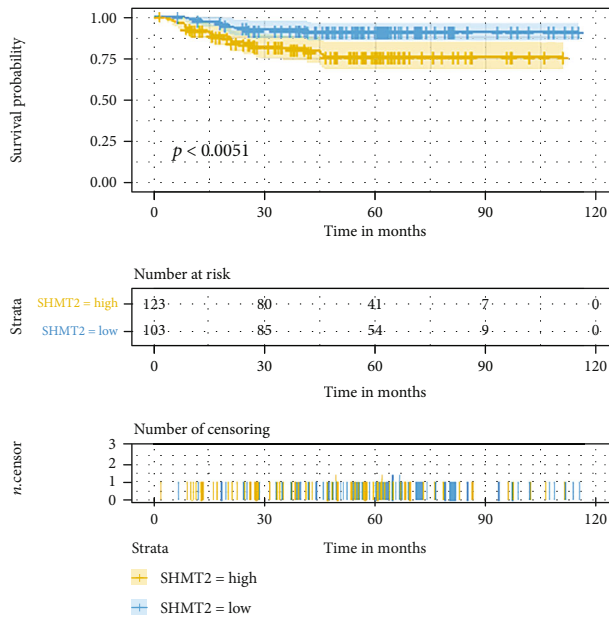 1.00
0.75
0.50
0.25
0.00
Survival probability
p < 0.0051
0 30 60 90 120
Time in months
Number at risk
Strata
SHMT2 = high 123 80 41 7 0
SHMT2 = low 103 85 54 9 0
0 30 60 90 120
Time in months
Number of censoring
n.censor
3
2
1
0
0 30 60 90 120
Strata Time in months
SHMT2 = high
SHMT2 = low